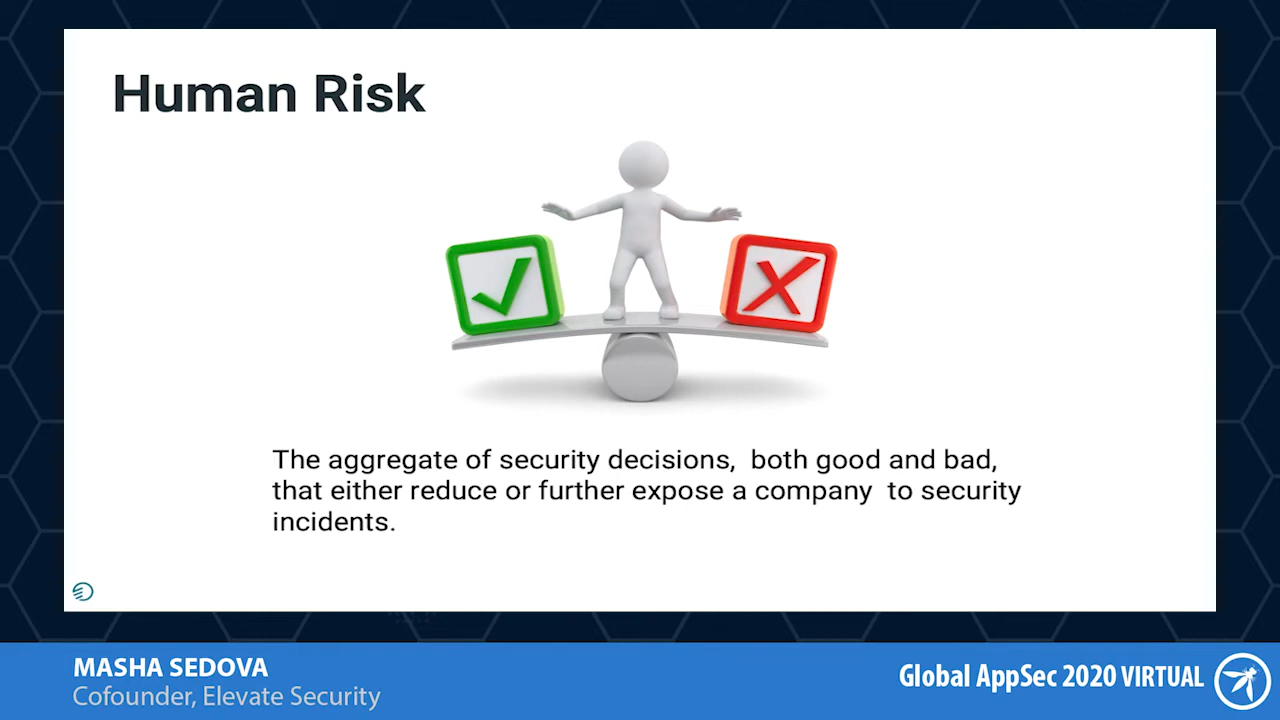 Human Risk
The aggregate of security decisions,  both good and bad,
that either reduce or further expose a company  to security
incidents.
MASHA SEDOVA
Cofounder, Elevate Security
Global AppSec 2020 VIRTUAL